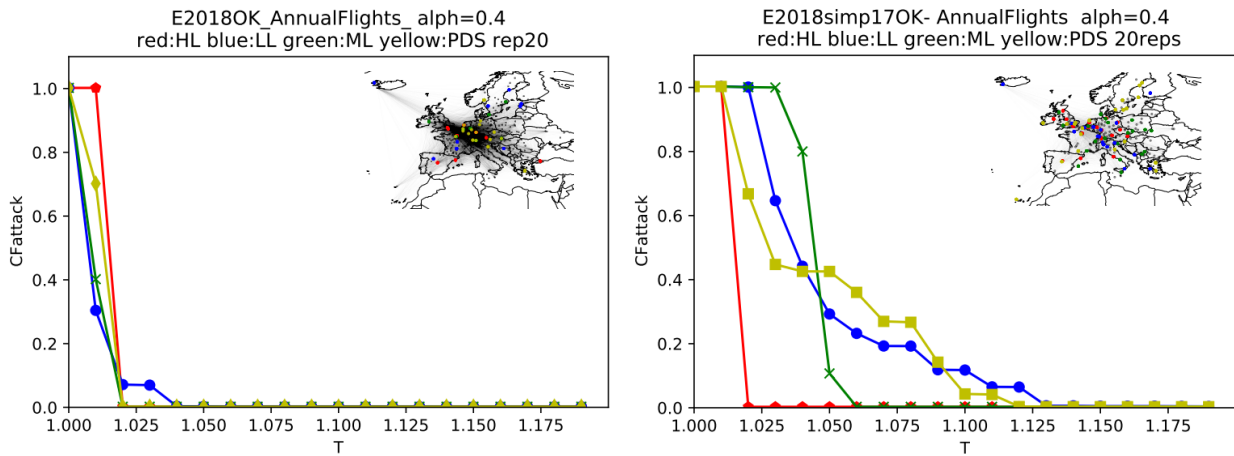 E2018OK_AnnualFlights_ alph=0.4
red:HL blue:LL green:ML yellow:PDS rep20
1.0
0.8
0.6
0.4
0.2
0.0
CFattack
1.000 1.025 1.050 1.075 1.100 1.125 1.150 1.175
T
E2018simp17OK- AnnualFlights alph=0.4
red:HL blue:LL green:ML yellow:PDS 20reps
1.0
0.8
0.6
0.4
0.2
0.0
CFattack
1.000 1.025 1.050 1.075 1.100 1.125 1.150 1.175
T